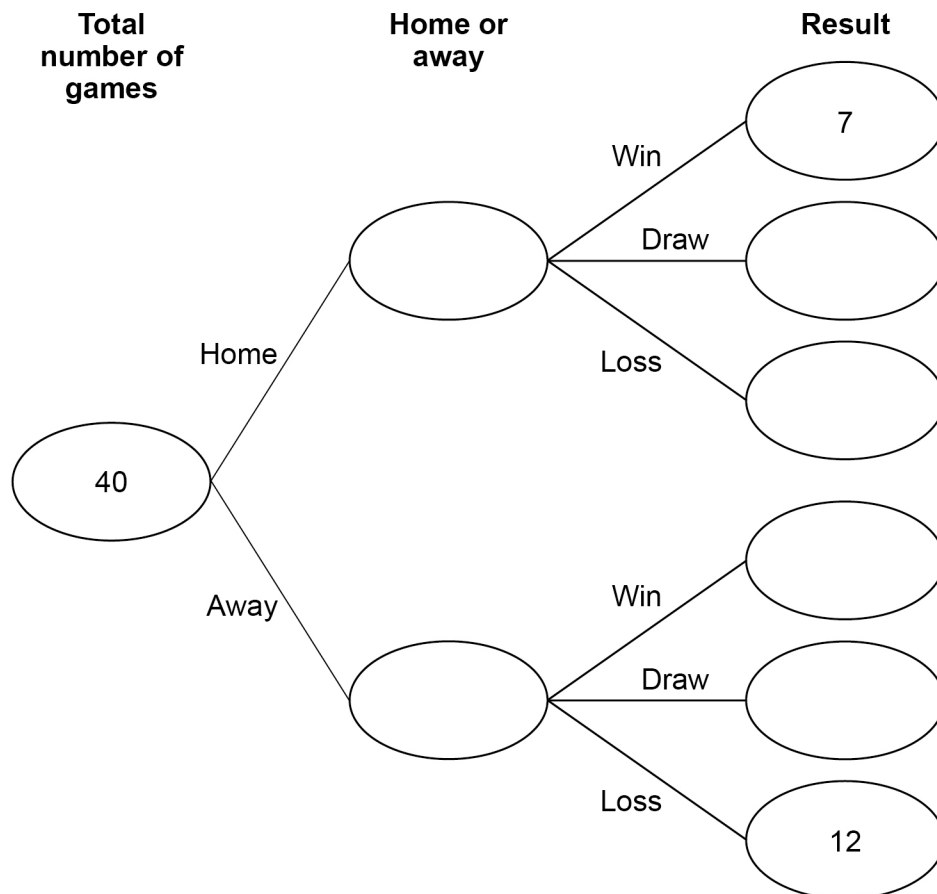 Total
number of
games
Home or
away
Result
7
Win
Draw
Home
Loss
40
Away
Win
Draw
Loss
12